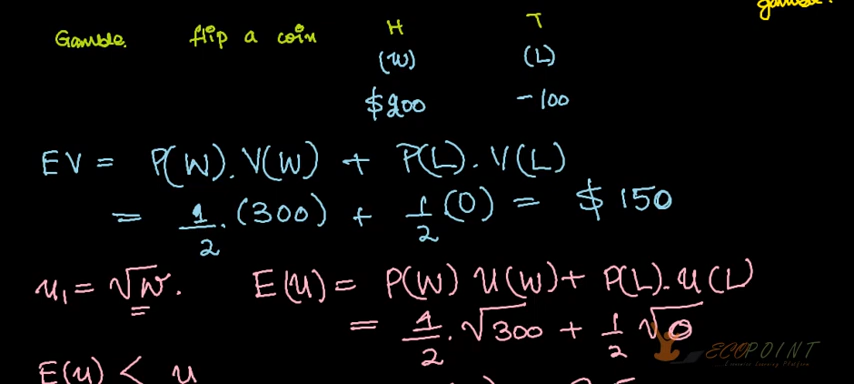 gamble?
Gamble. flip a coin H T
(W) (L)
$200 -100
EV = P(W).V(W) + P(L).V(L)
= 1/2.(300) + 1/2(0) = $150
u₁ = √W. E(u) = P(W) u(W) + P(L).u(L)
= 1/2.√300 + 1/2√0
ECOPOINT
E(u) < u